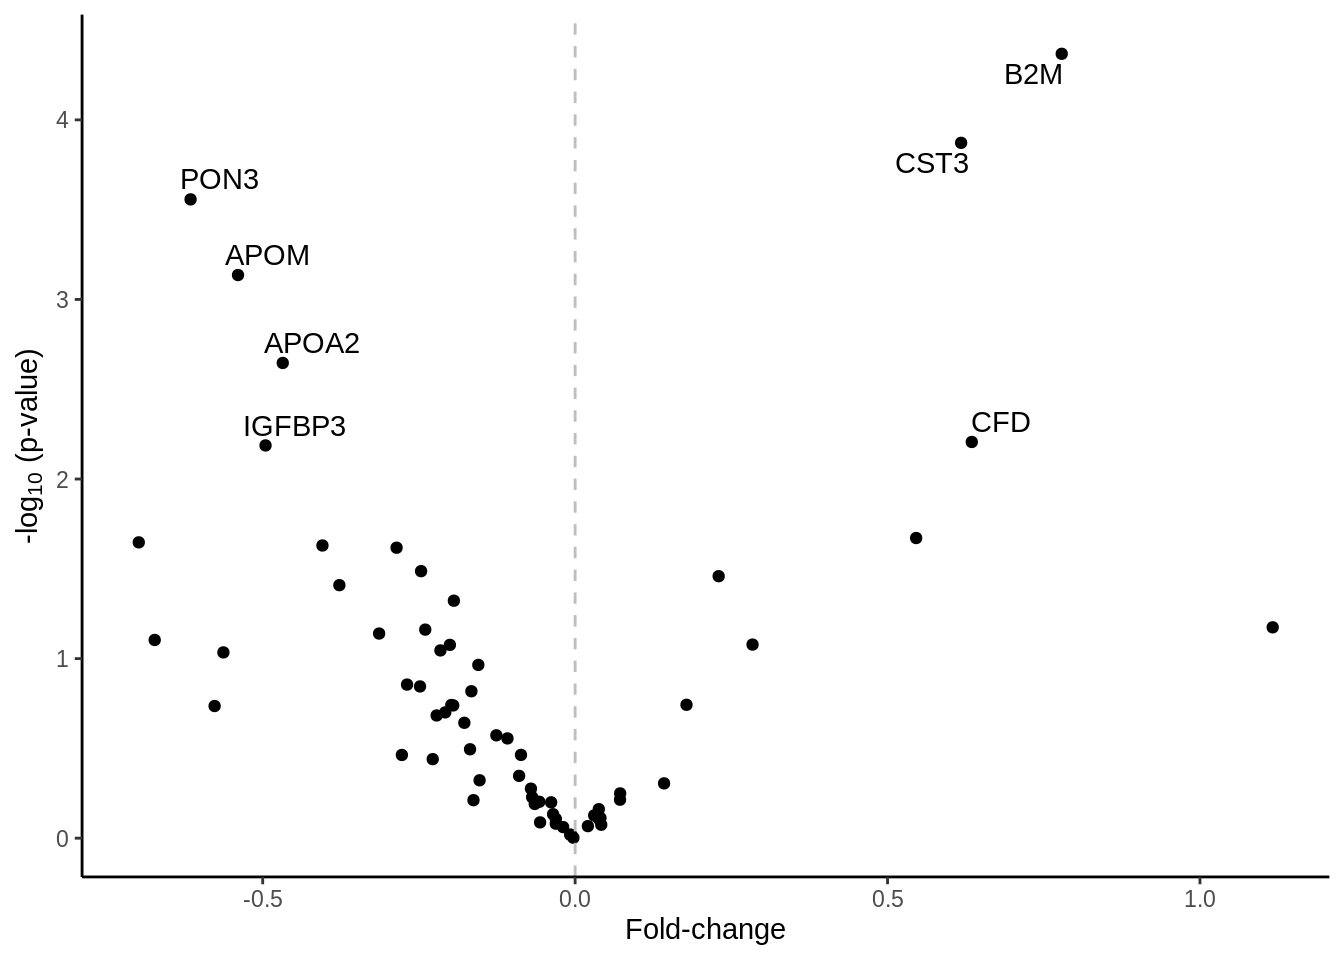 B2M
4
CST3
PON3
APOM
3
APOA2
IGFBP3
CFD
-log10 (p-value)
2
1
0
-0.5
0.0
0.5
1.0
Fold-change